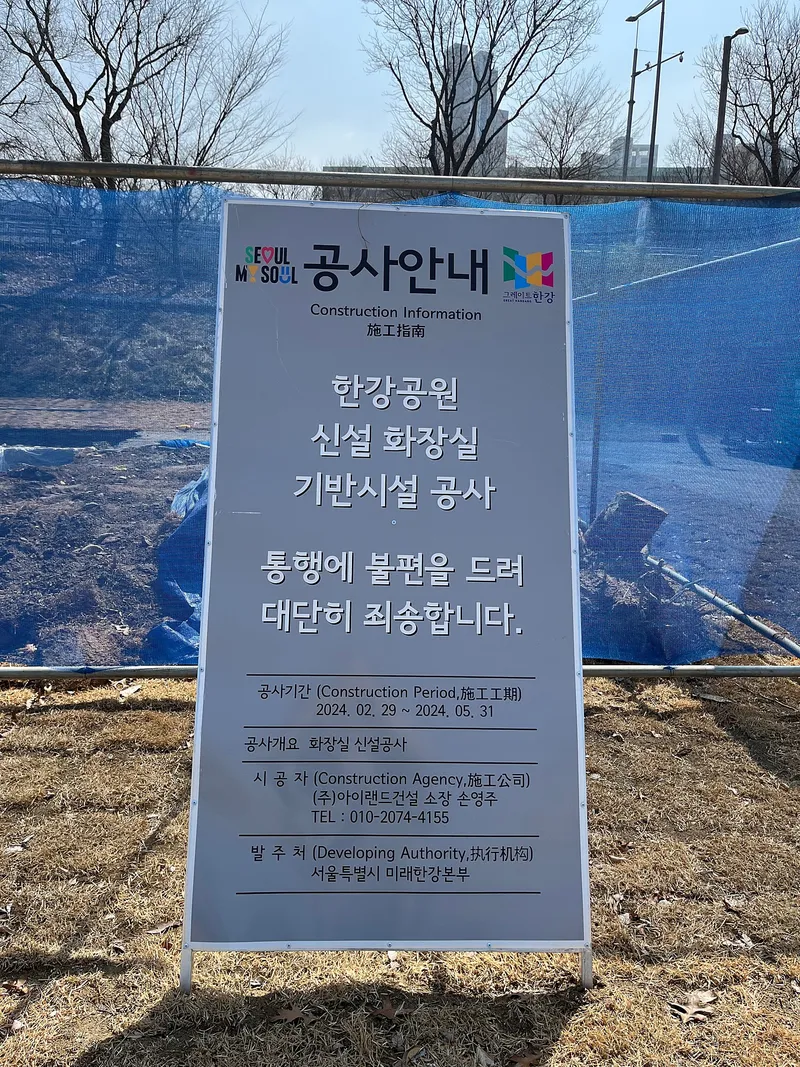 SEOUL
MY SOUL
공사안내
그레이트한강
Construction Information
施工指南
한강공원
신설 화장실
기반시설 공사
통행에 불편을 드려
대단히 죄송합니다.
공사기간 (Construction Period,施工工期)
2024. 02. 29 ~ 2024. 05. 31
공사개요 화장실 신설공사
시 공 자 (Construction Agency,施工公司)
(주)아이랜드건설 소장 손영주
TEL : 010-2074-4155
발 주 처 (Developing Authority,执行机构)
서울특별시 미래한강본부